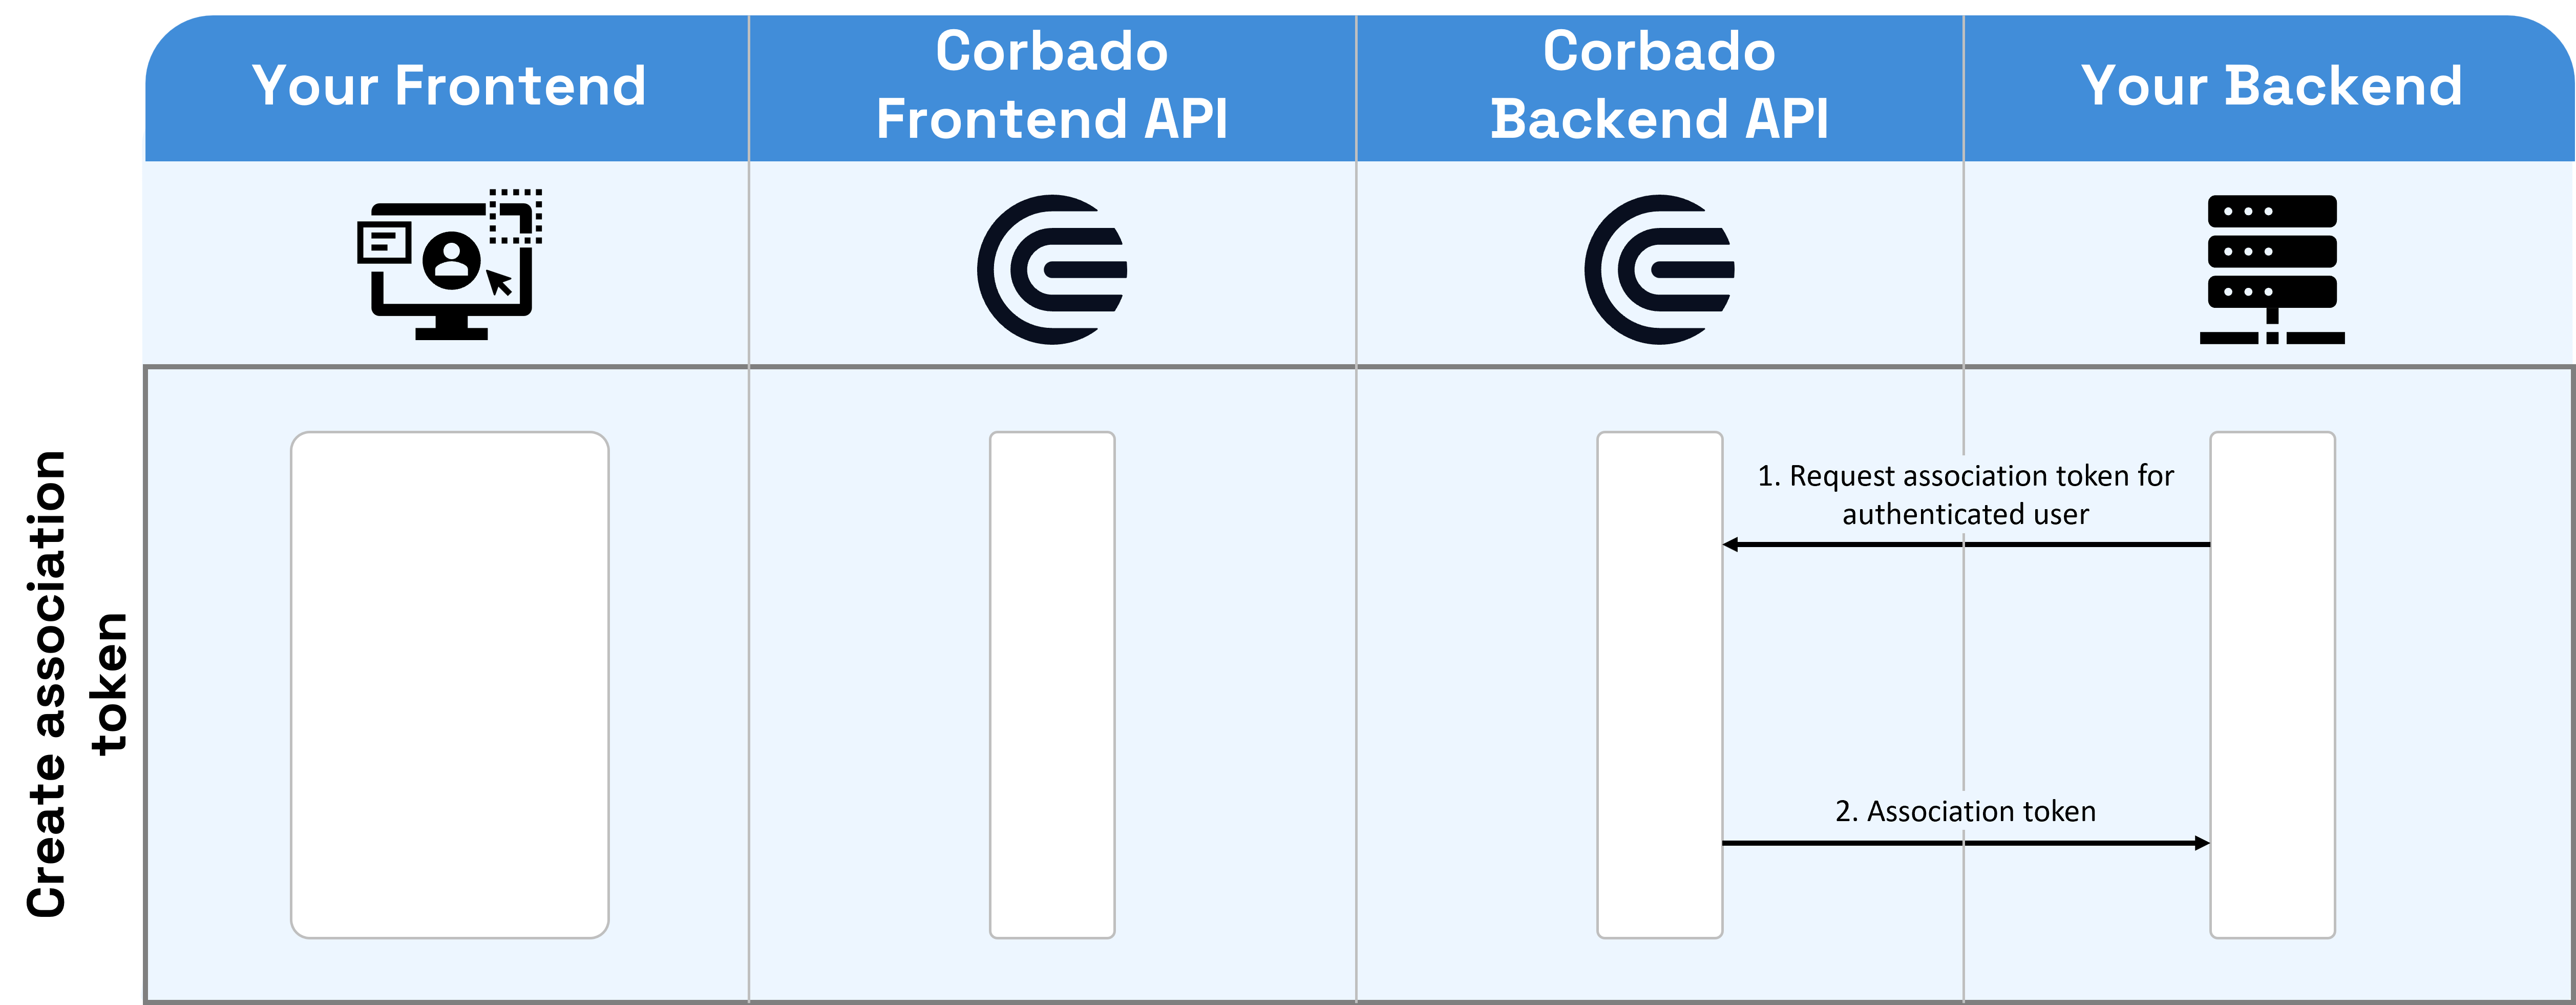 Your Frontend
Corbado
Frontend API
Corbado
Backend API
Your Backend
Create association
token
1. Request association token for
authenticated user
2. Association token